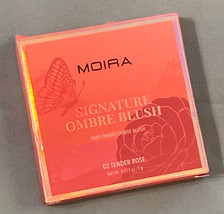 MOIRA
SIGNATURE
OMBRE BLUSH
02 TENDER ROSE